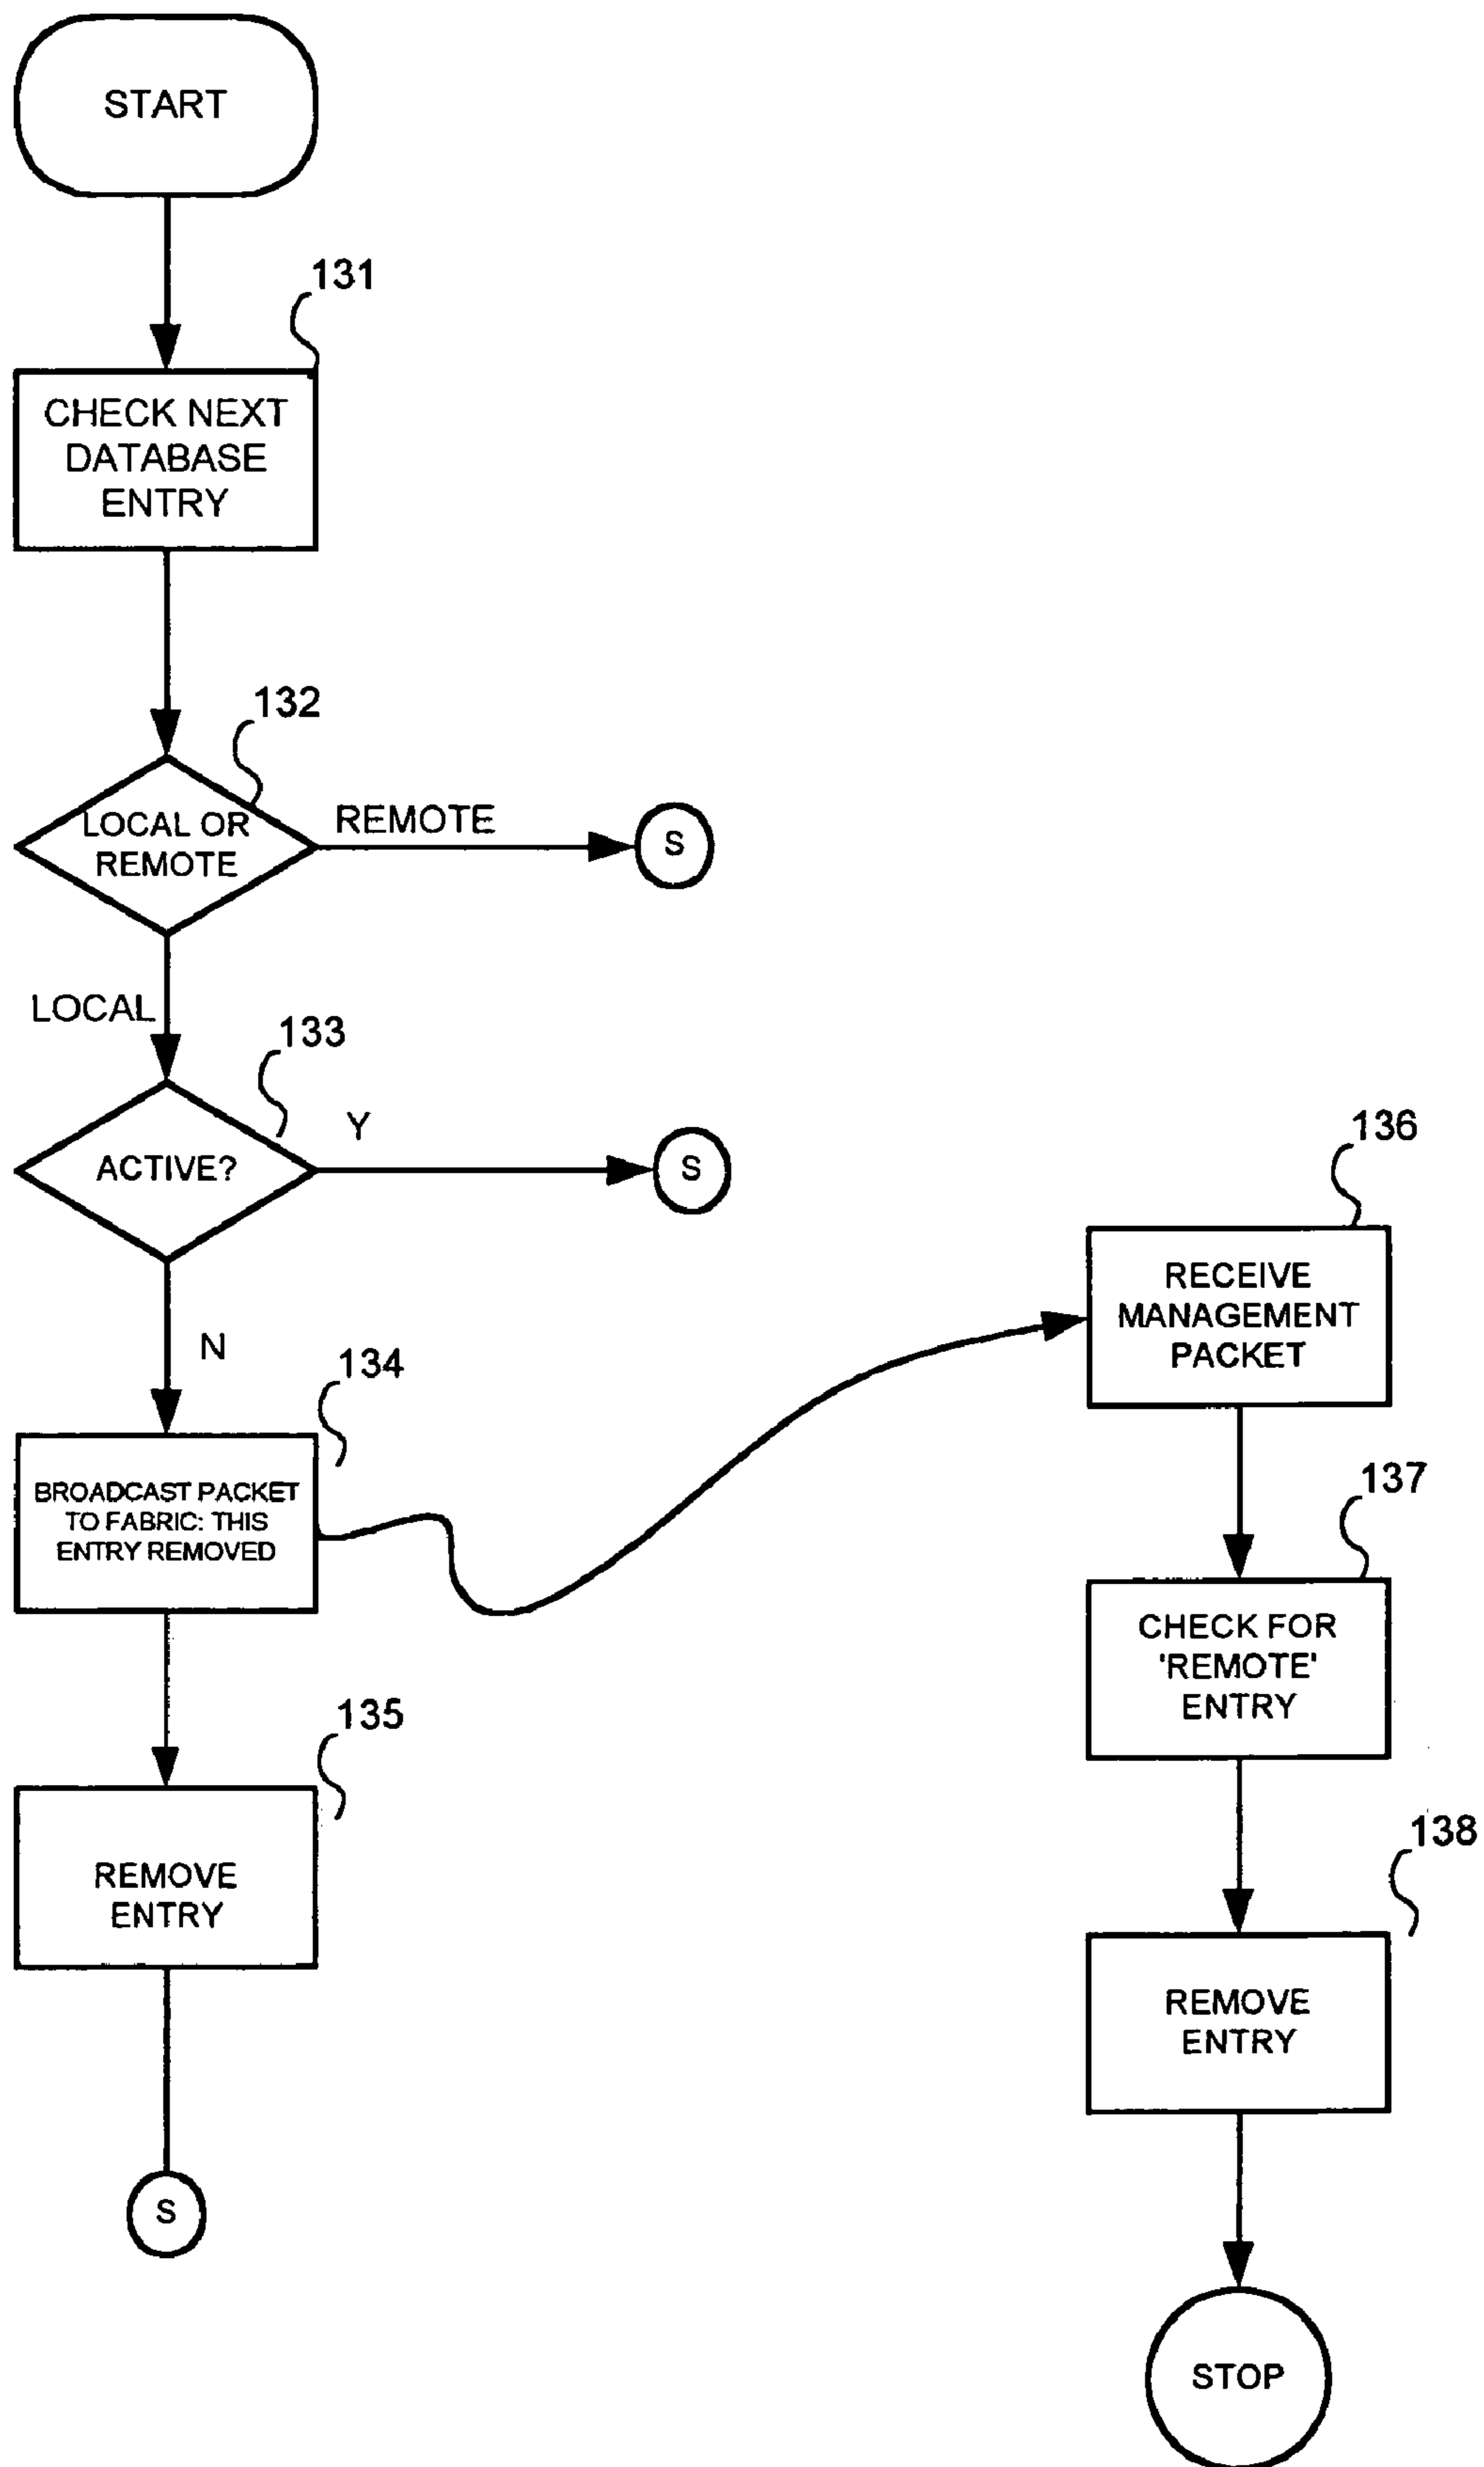 START
131
CHECK NEXT
DATABASE
ENTRY
132
LOCAL OR
REMOTE
REMOTE
S
LOCAL
133
ACTIVE?
Y
S
N
134
BROADCAST PACKET
TO FABRIC: THIS
ENTRY REMOVED
135
REMOVE
ENTRY
S
136
RECEIVE
MANAGEMENT
PACKET
137
CHECK FOR
'REMOTE'
ENTRY
138
REMOVE
ENTRY
STOP